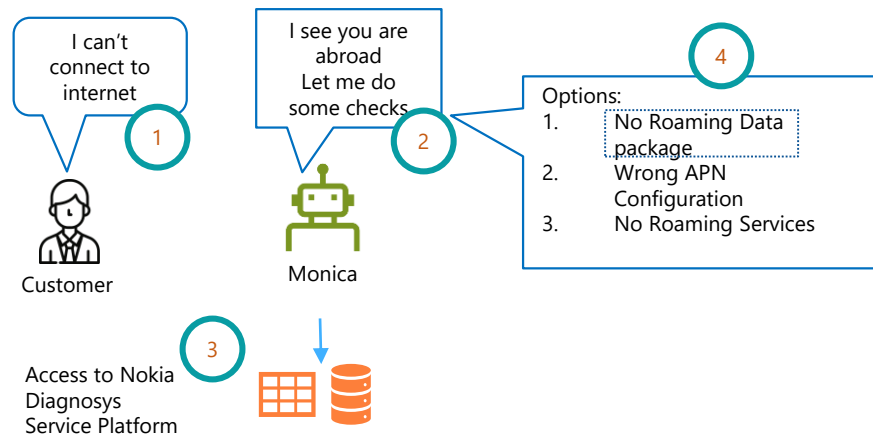 I can't
connect to
internet
1
Customer
I see you are
abroad
Let me do
some checks
2
Monica
3
Access to Nokia
Diagnosys
Service Platform
4
Options:
1. No Roaming Data
package
2. Wrong APN
Configuration
3. No Roaming Services